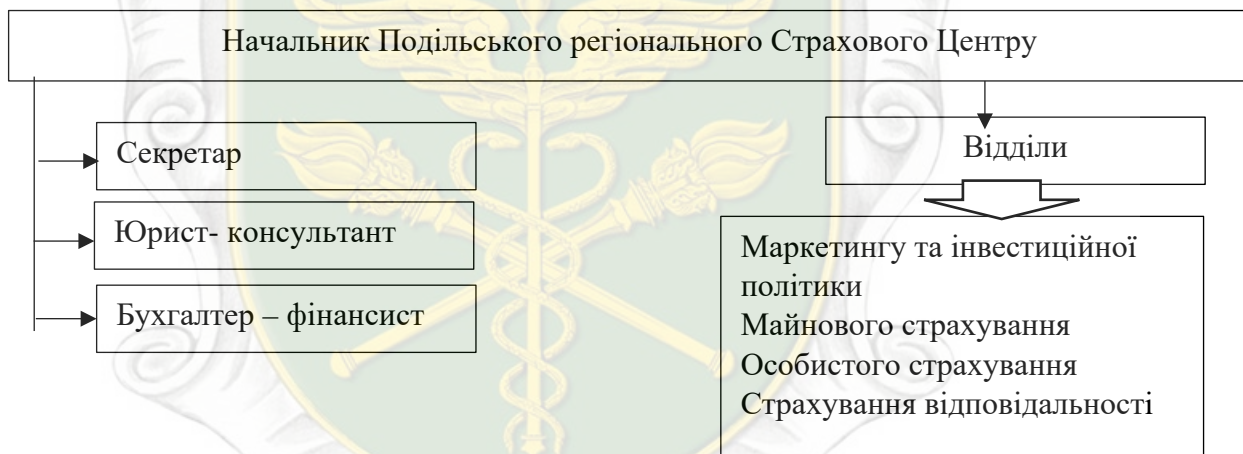 Начальник Подільського регіонального Страхового Центру
Секретар
Юрист- консультант
Бухгалтер – фінансист
Відділи
Маркетингу та інвестиційної
політики
Майнового страхування
Особистого страхування
Страхування відповідальності